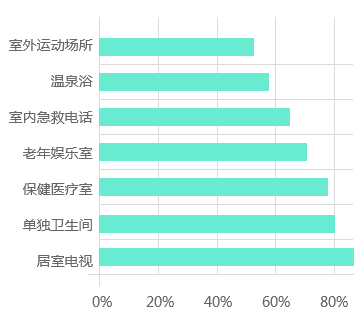 室外运动场所
温泉浴
室内急救电话
老年娱乐室
保健医疗室
单独卫生间
居室电视
0% 20% 40% 60% 80%